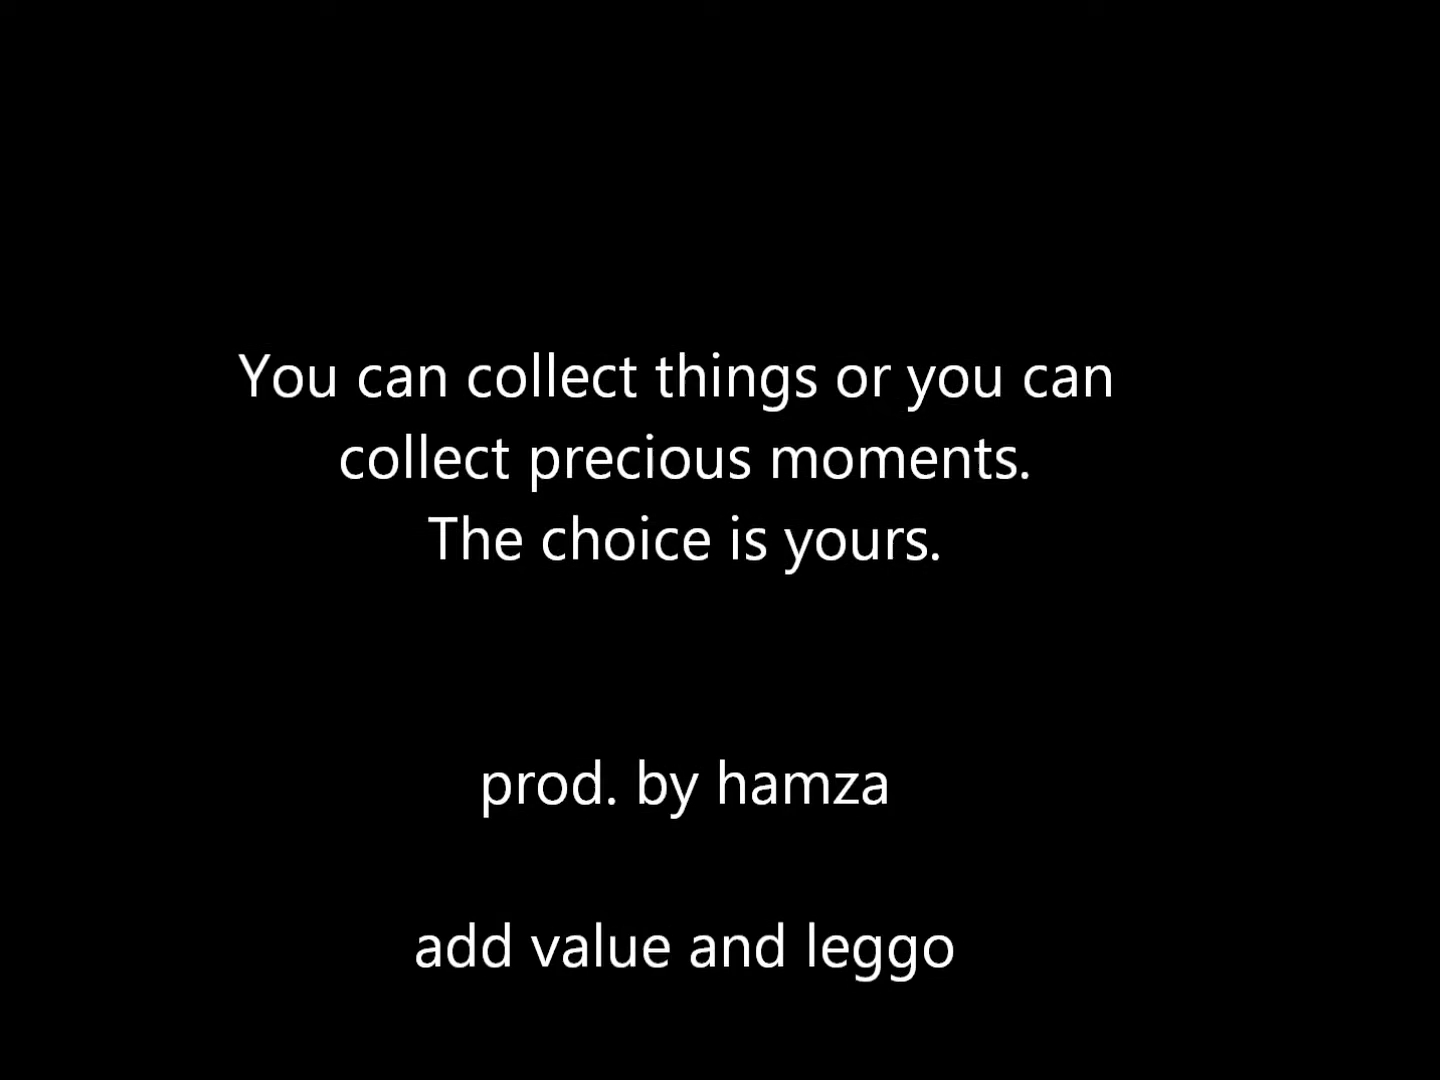 You can collect things or you can
collect precious moments.
The choice is yours.
prod. by hamza
add value and leggo